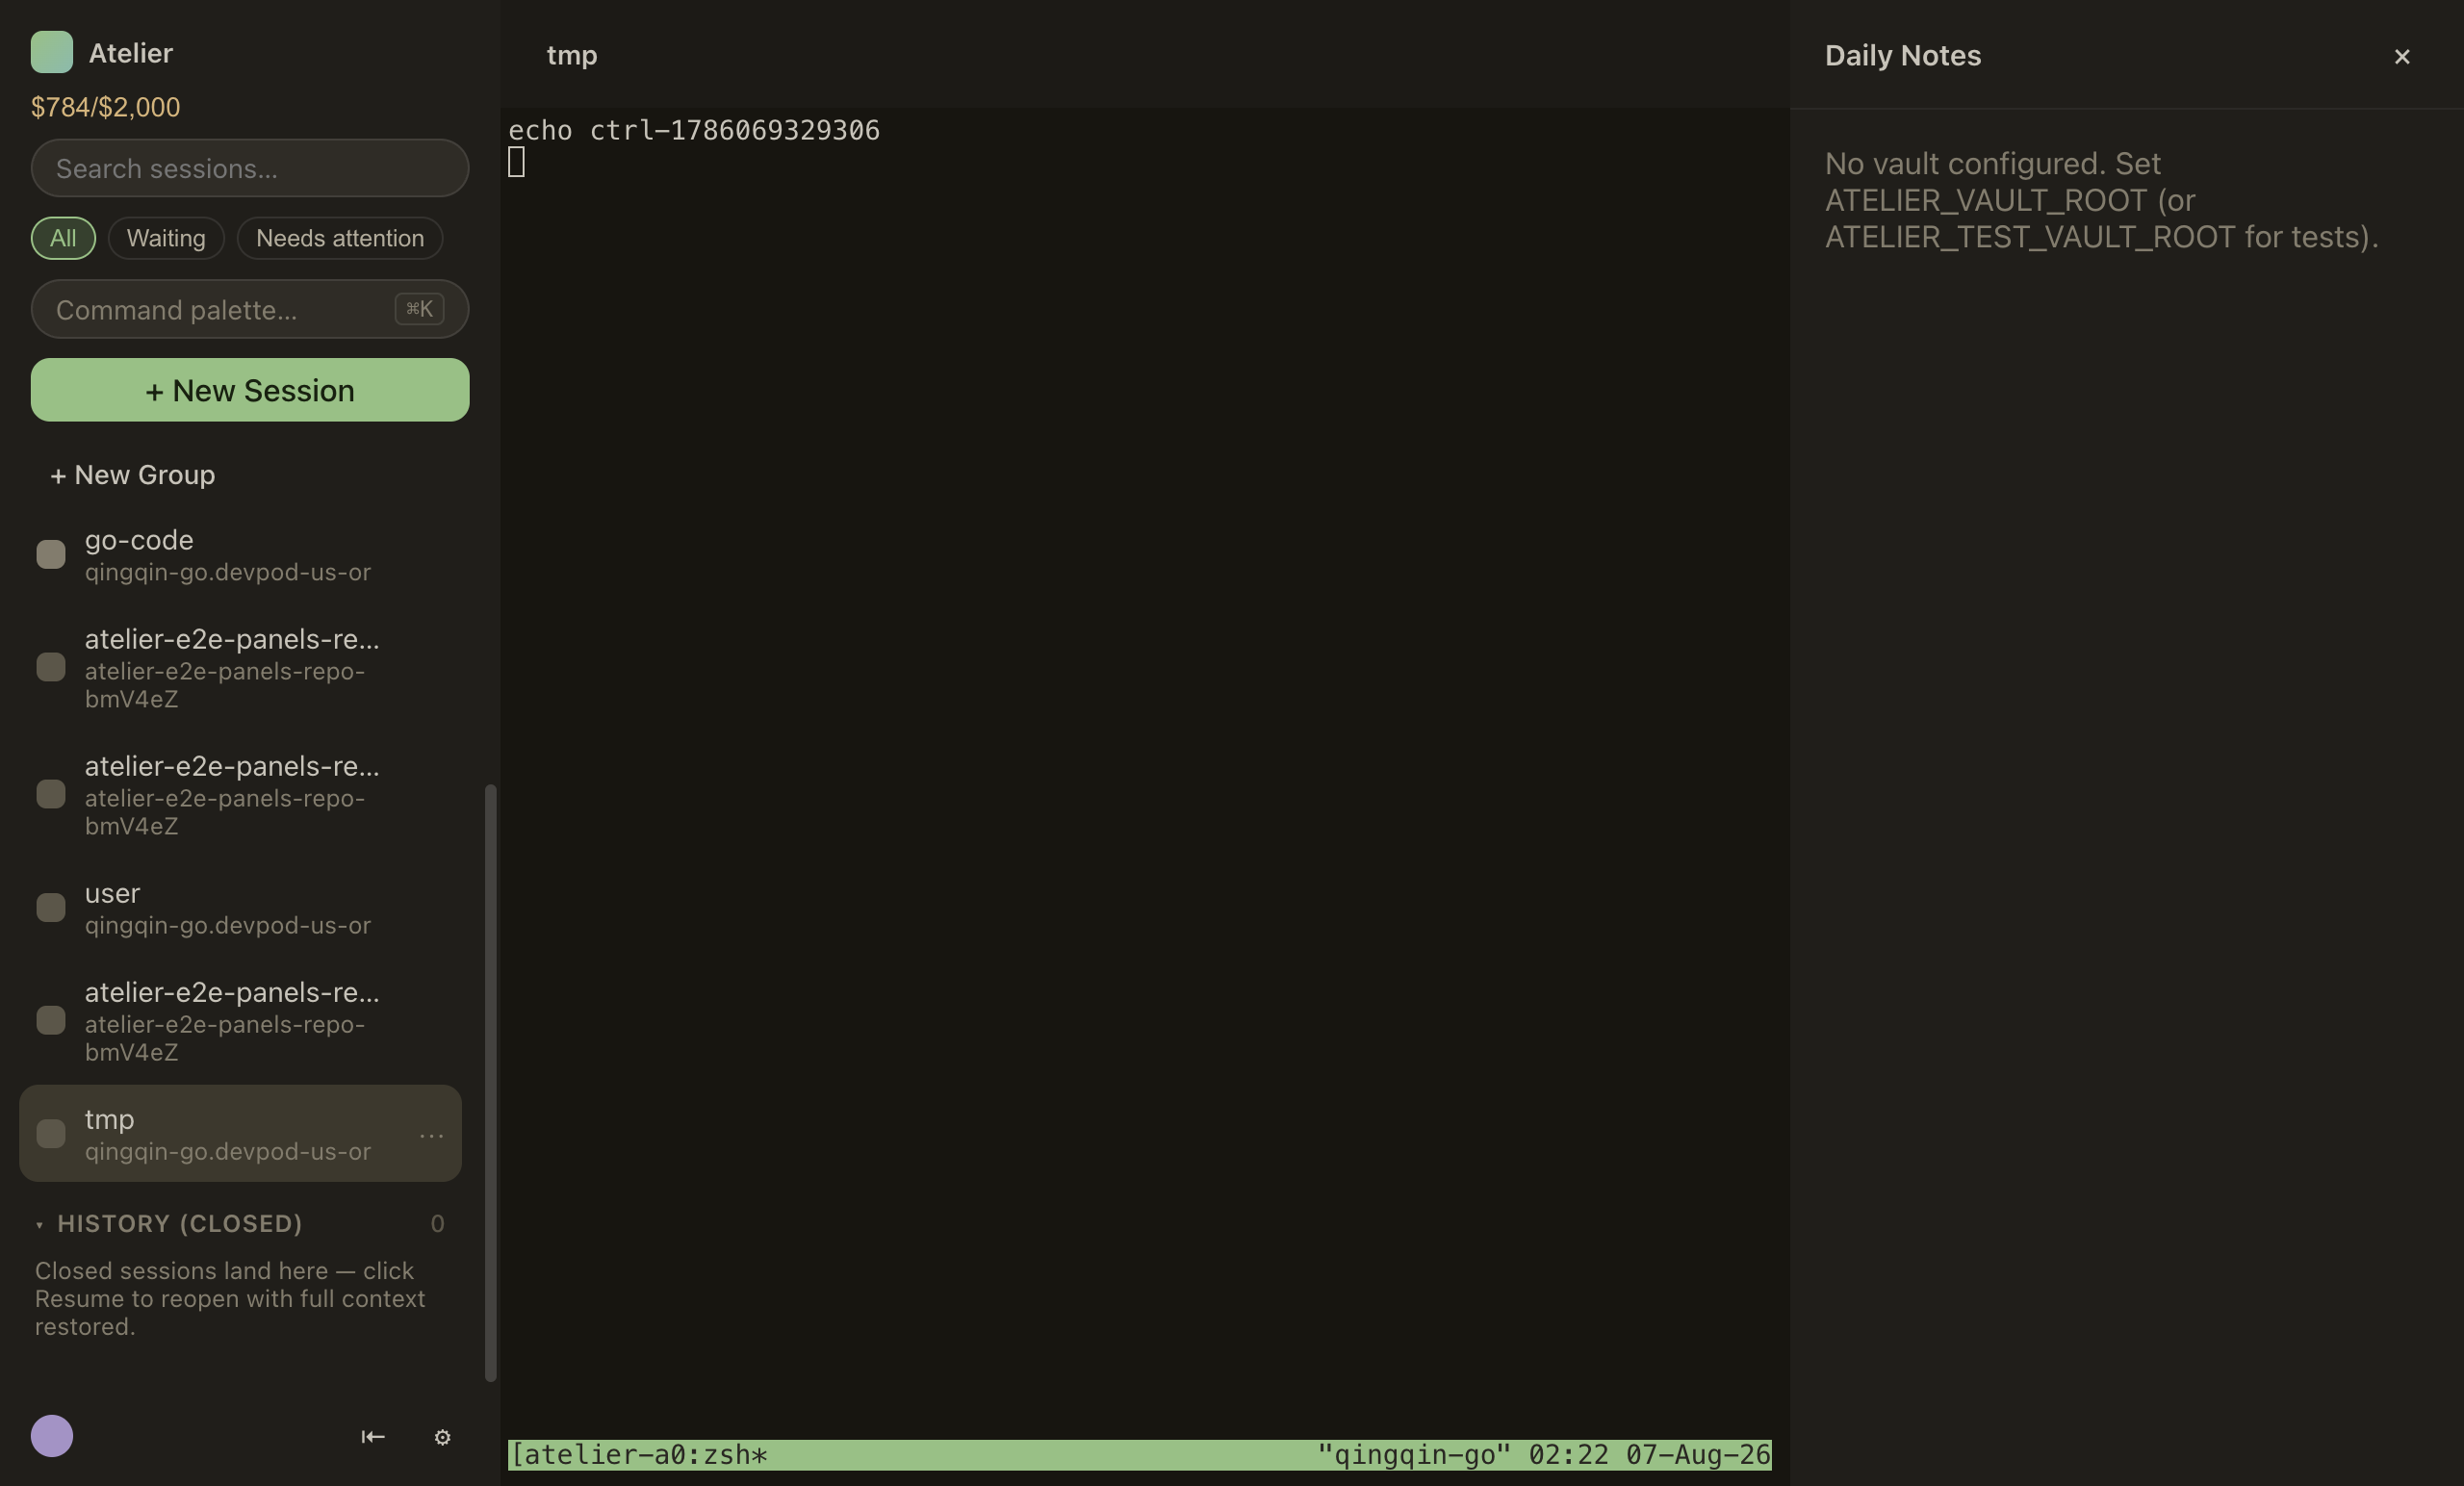 Atelier
$784/$2,000
Search sessions...
All
Waiting
Needs attention
Command palette...
⌘K
+ New Session
+ New Group
go-code
qingqin-go.devpod-us-or
atelier-e2e-panels-re...
atelier-e2e-panels-repo-
bmV4eZ
atelier-e2e-panels-re...
atelier-e2e-panels-repo-
bmV4eZ
user
qingqin-go.devpod-us-or
atelier-e2e-panels-re...
atelier-e2e-panels-repo-
bmV4eZ
tmp
qingqin-go.devpod-us-or
...
HISTORY (CLOSED)
0
Closed sessions land here — click
Resume to reopen with full context
restored.
tmp
echo ctrl-1786069329306
[atelier-a0:zsh* "qingqin-go" 02:22 07-Aug-26
Daily Notes
×
No vault configured. Set
ATELIER_VAULT_ROOT (or
ATELIER_TEST_VAULT_ROOT for tests).